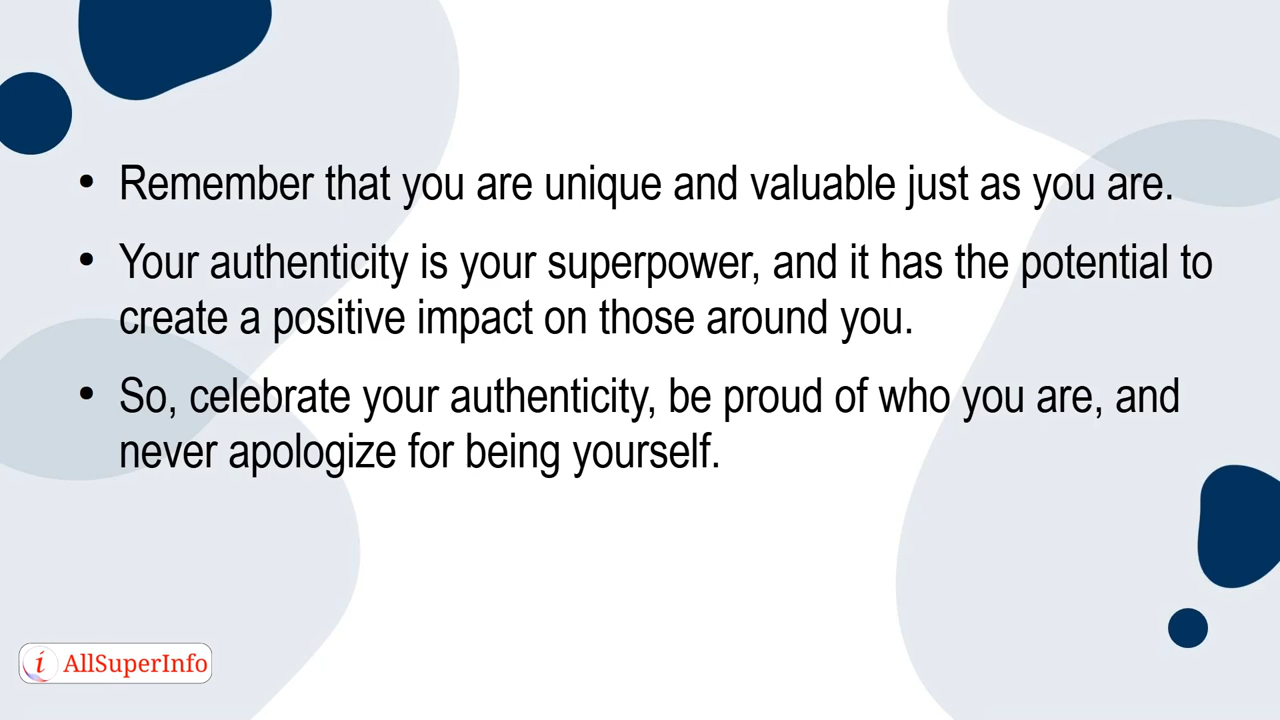 • Remember that you are unique and valuable just as you are.
• Your authenticity is your superpower, and it has the potential to
create a positive impact on those around you.
• So, celebrate your authenticity, be proud of who you are, and
never apologize for being yourself.
i AllSuperInfo